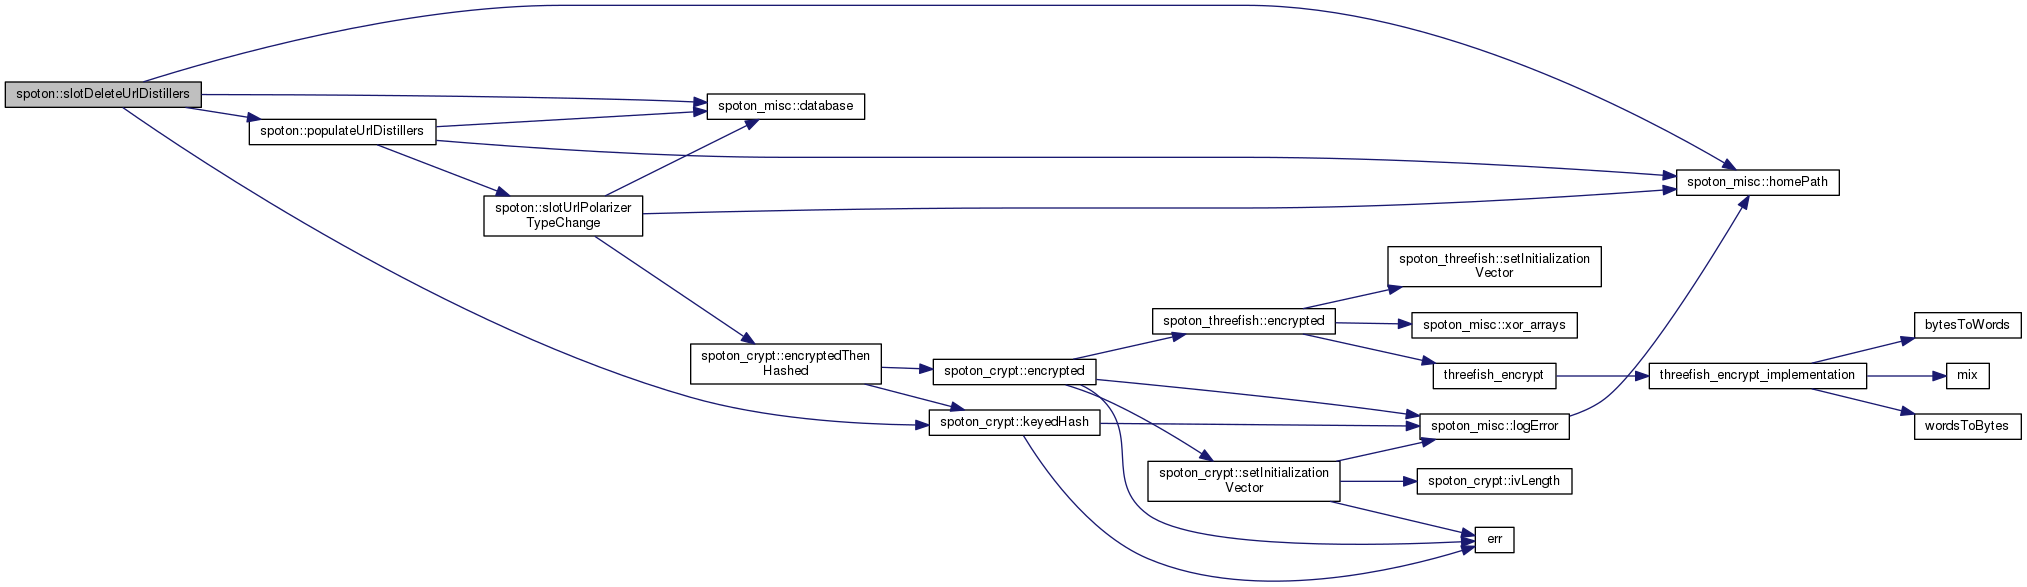 spoton::slotDeleteUrlDistillers
spoton_misc::database
spoton::populateUrlDistillers
spoton_misc::homePath
spoton::slotUrlPolarizer
TypeChange
spoton_threefish::setInitialization
Vector
spoton_threefish::encrypted
spoton_misc::xor_arrays
bytesToWords
spoton_crypt::encryptedThen
Hashed
spoton_crypt::encrypted
threefish_encrypt
threefish_encrypt_implementation
mix
spoton_crypt::keyedHash
spoton_misc::logError
wordsToBytes
spoton_crypt::setInitialization
Vector
spoton_crypt::ivLength
err